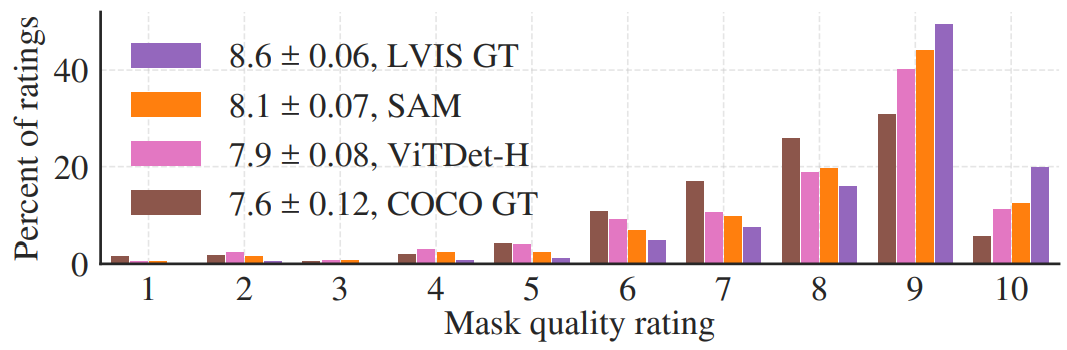 Percent of ratings
40
20
0
8.6 ± 0.06, LVIS GT
8.1 ± 0.07, SAM
7.9 ± 0.08, ViTDet-H
7.6 ± 0.12, COCO GT
1 2 3 4 5 6 7 8 9 10
Mask quality rating